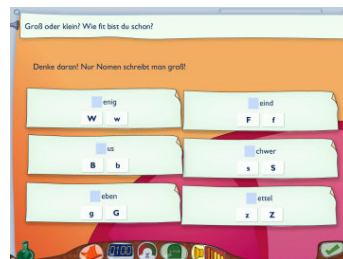 Groß oder klein? Wie fit bist du schon?
Denke daran! Nur Nomen schreibt man groß!
enig
W w
eind
F f
us
B b
chwer
s S
eben
g G
ettel
z Z
0100